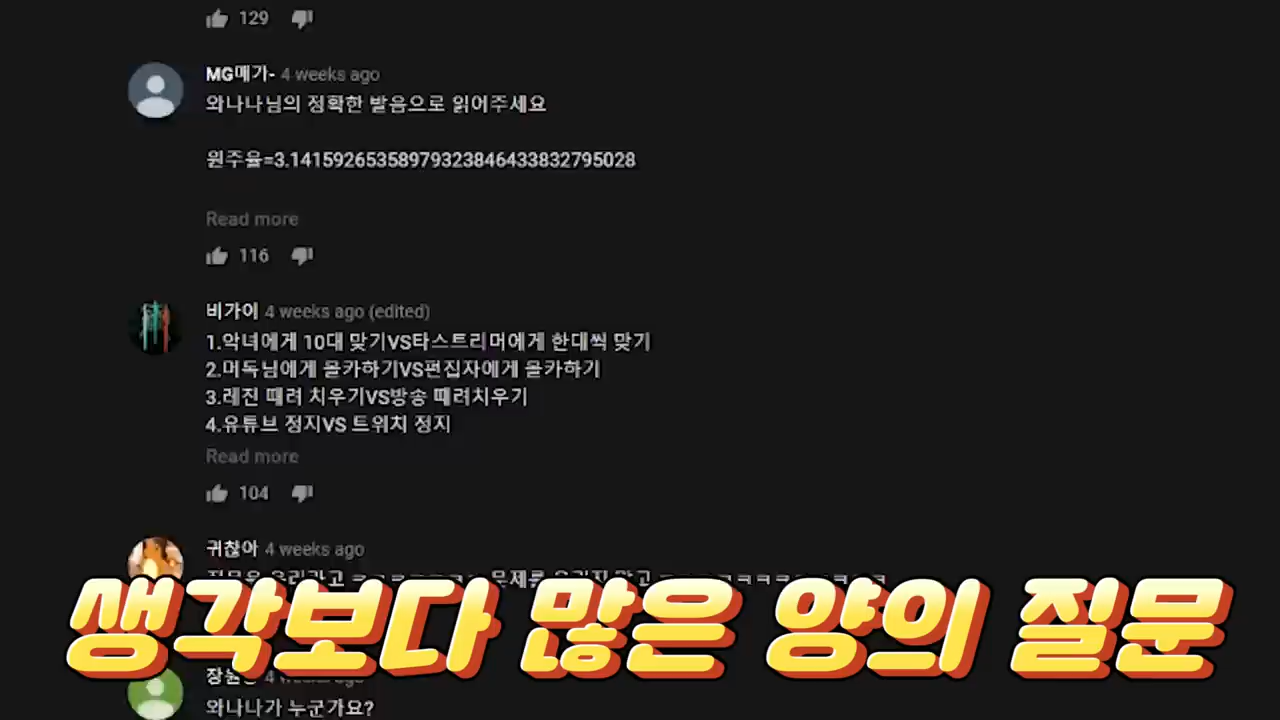 129
MG메가- 4 weeks ago
와나나님의 정확한 발음으로 읽어주세요
원주율=3.141592653589793238464338327​95028
Read more
116
비가이 4 weeks ago (edited)
1.악녀에게 10대 맞기VS타스트리머에게 한대씩 맞기
2.머독님에게 몰카하기VS편집자에게 몰카하기
3.레진 때려 치우기VS방송 때려치우기
4.유튜브 정지VS 트위치 정지
Read more
104
귀찮아 4 weeks ago
생각보다 많은 양의 질문
4 weeks ago
와나나가 누군가요?